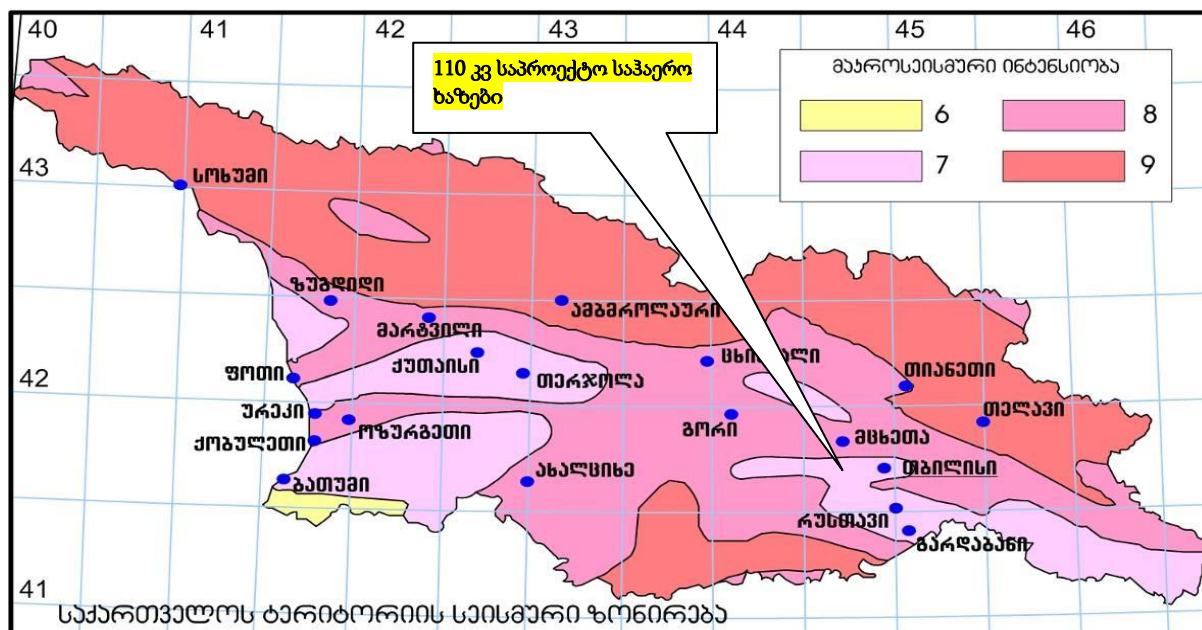 40 41 42 43 44 45 46
110 კვ საპროექტო საჰაერო
ხაზები
მაკროსეისმური ინტენსიობა
6
8
7
9
43
სოხუმი
ზუგდიდი
ამბმროლაური
მარტვილი
ქუთაისი
თერჯოლა
თიანეთი
42
ფოთი
თელავი
ურეკი
ოზურგეთი
გორი
მცხეთა
ქობულეთი
ახალციხე
თბილისი
ბათუმი
რუსთავი
გარდაბანი
41
საქართველოს ტერიტორიის სეისმური ზონირება